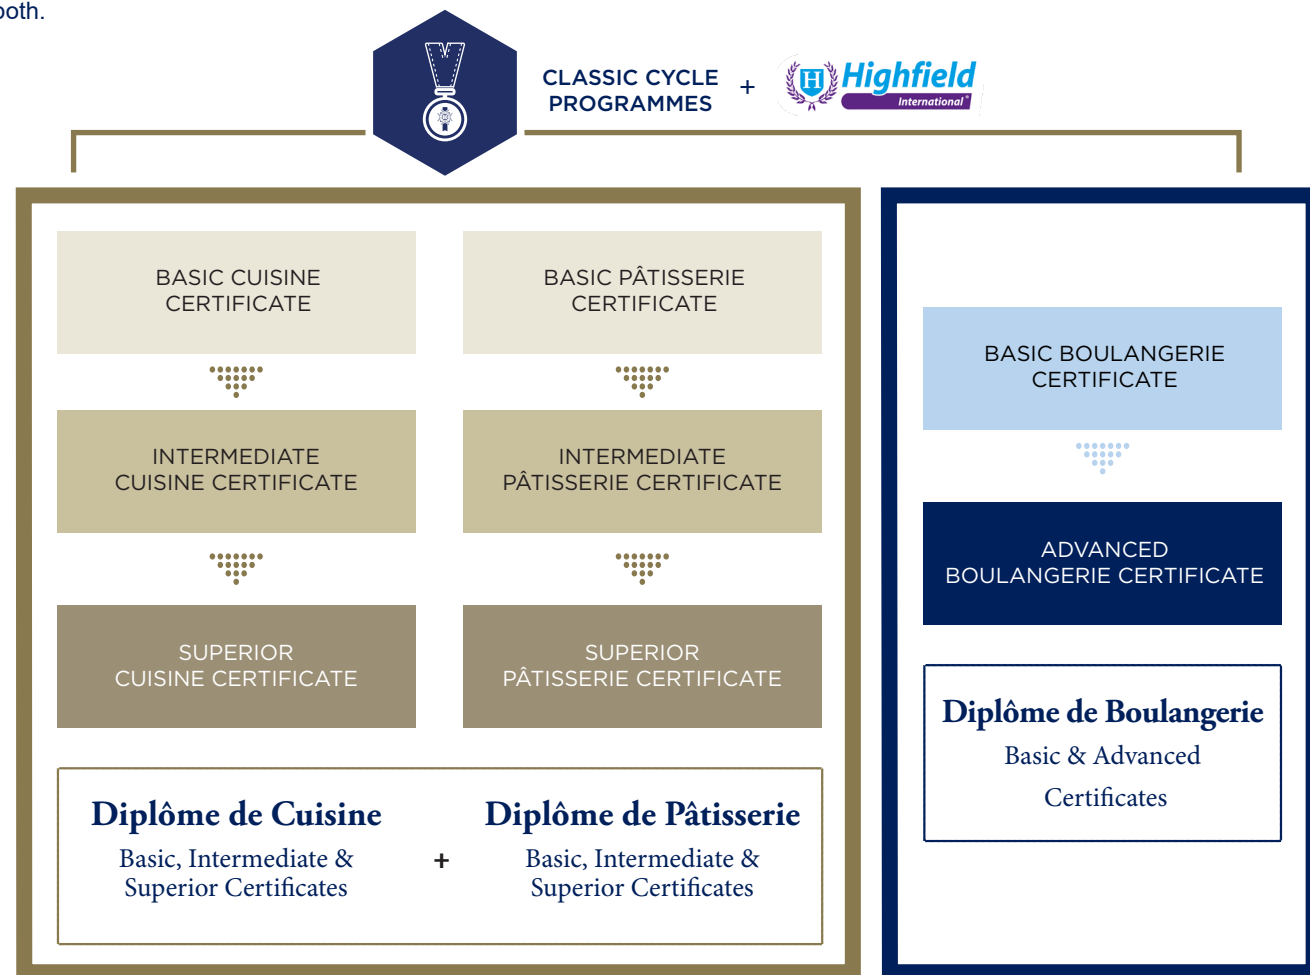 ooth.
CLASSIC CYCLE
PROGRAMMES
+
H Highfield
International
BASIC CUISINE
CERTIFICATE
INTERMEDIATE
CUISINE CERTIFICATE
SUPERIOR
CUISINE CERTIFICATE
BASIC PÂTISSERIE
CERTIFICATE
INTERMEDIATE
PÂTISSERIE CERTIFICATE
SUPERIOR
PÂTISSERIE CERTIFICATE
Diplôme de Cuisine
Basic, Intermediate &
Superior Certificates
+
Diplôme de Pâtisserie
Basic, Intermediate &
Superior Certificates
BASIC BOULANGERIE
CERTIFICATE
ADVANCED
BOULANGERIE CERTIFICATE
Diplôme de Boulangerie
Basic & Advanced
Certificates